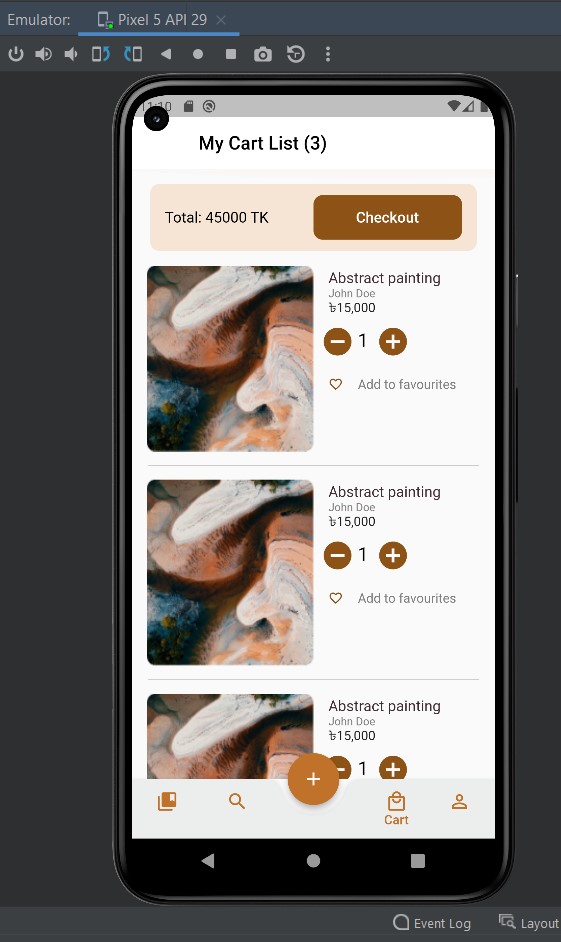 Emulator: Pixel 5 API 29
11:10
My Cart List (3)
Total: 45000 TK
Checkout
Abstract painting
John Doe
৳15,000
1
Add to favourites
Abstract painting
John Doe
৳15,000
1
Add to favourites
Abstract painting
John Doe
৳15,000
1
Cart
Event Log
Layout